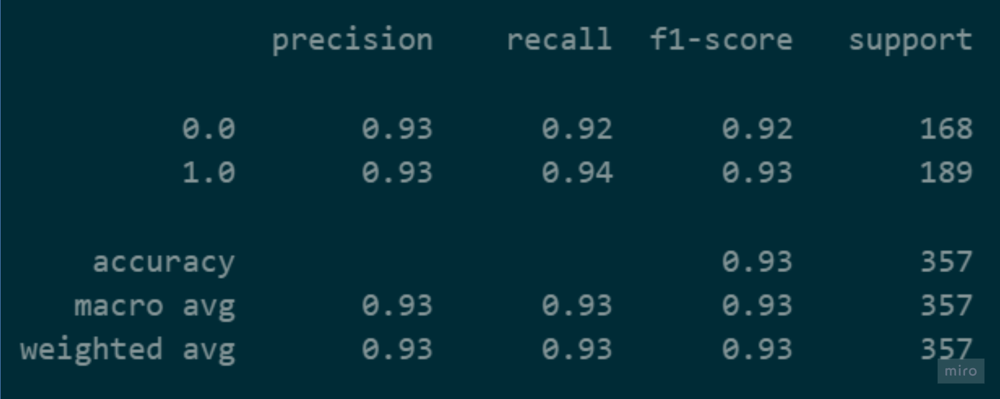 precision recall f1-score support
0.0 0.93 0.92 0.92 168
1.0 0.93 0.94 0.93 189
accuracy 0.93 357
macro avg 0.93 0.93 0.93 357
weighted avg 0.93 0.93 0.93 357
miro